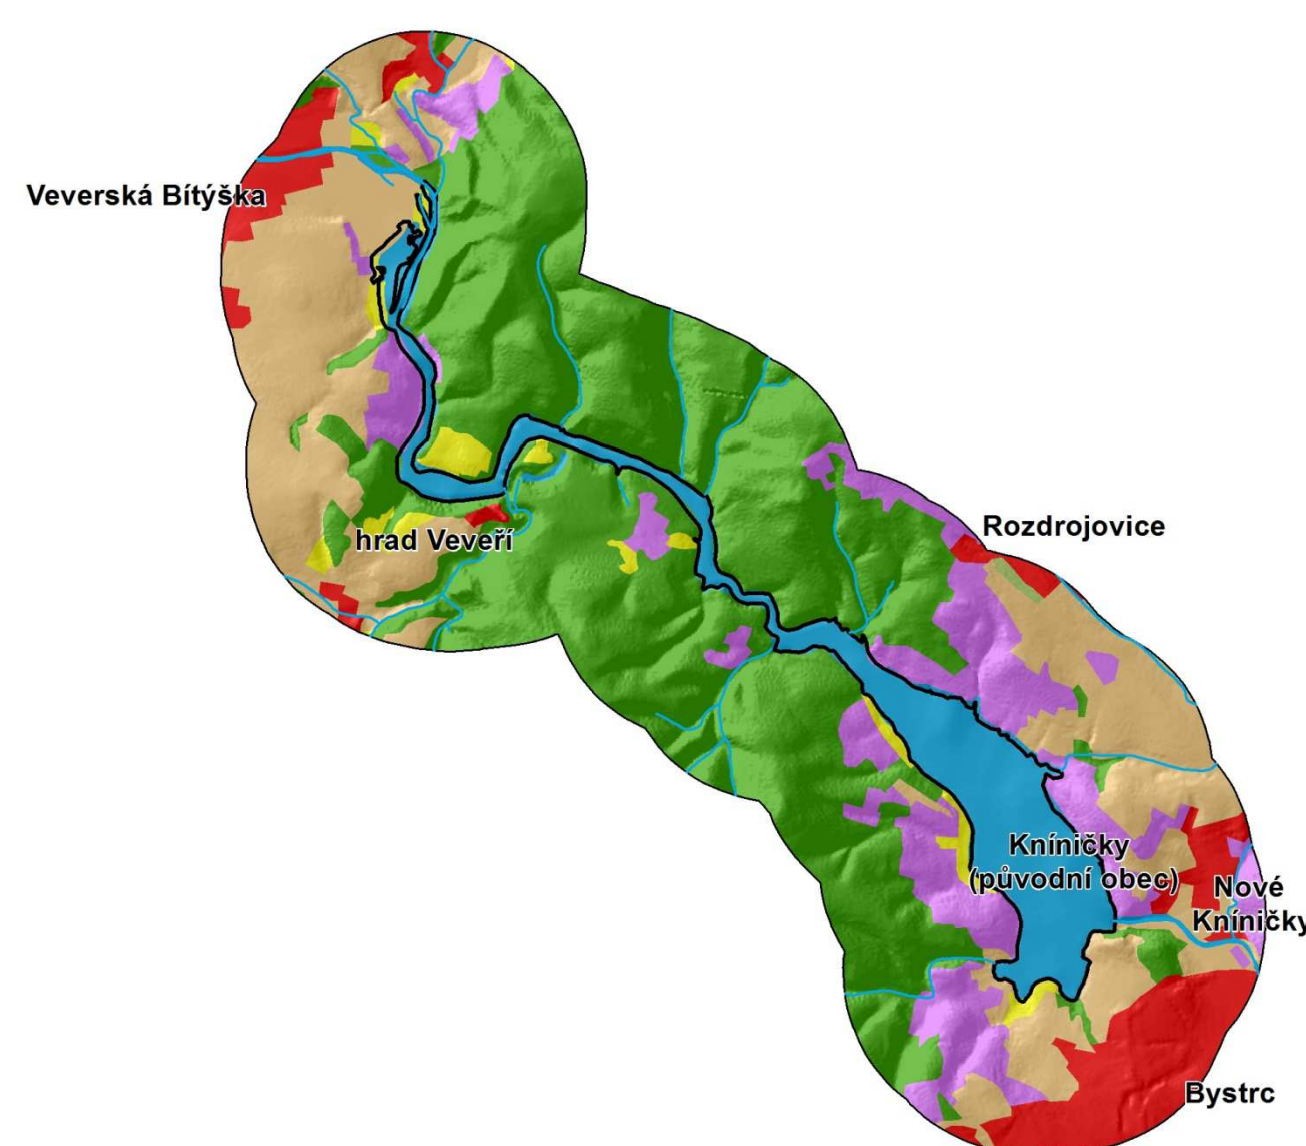 Veverská Bítýška
hrad Veveří
Rozdrojovice
Kníničky
(původní obec)
Nové
Kníničky
Bystrc